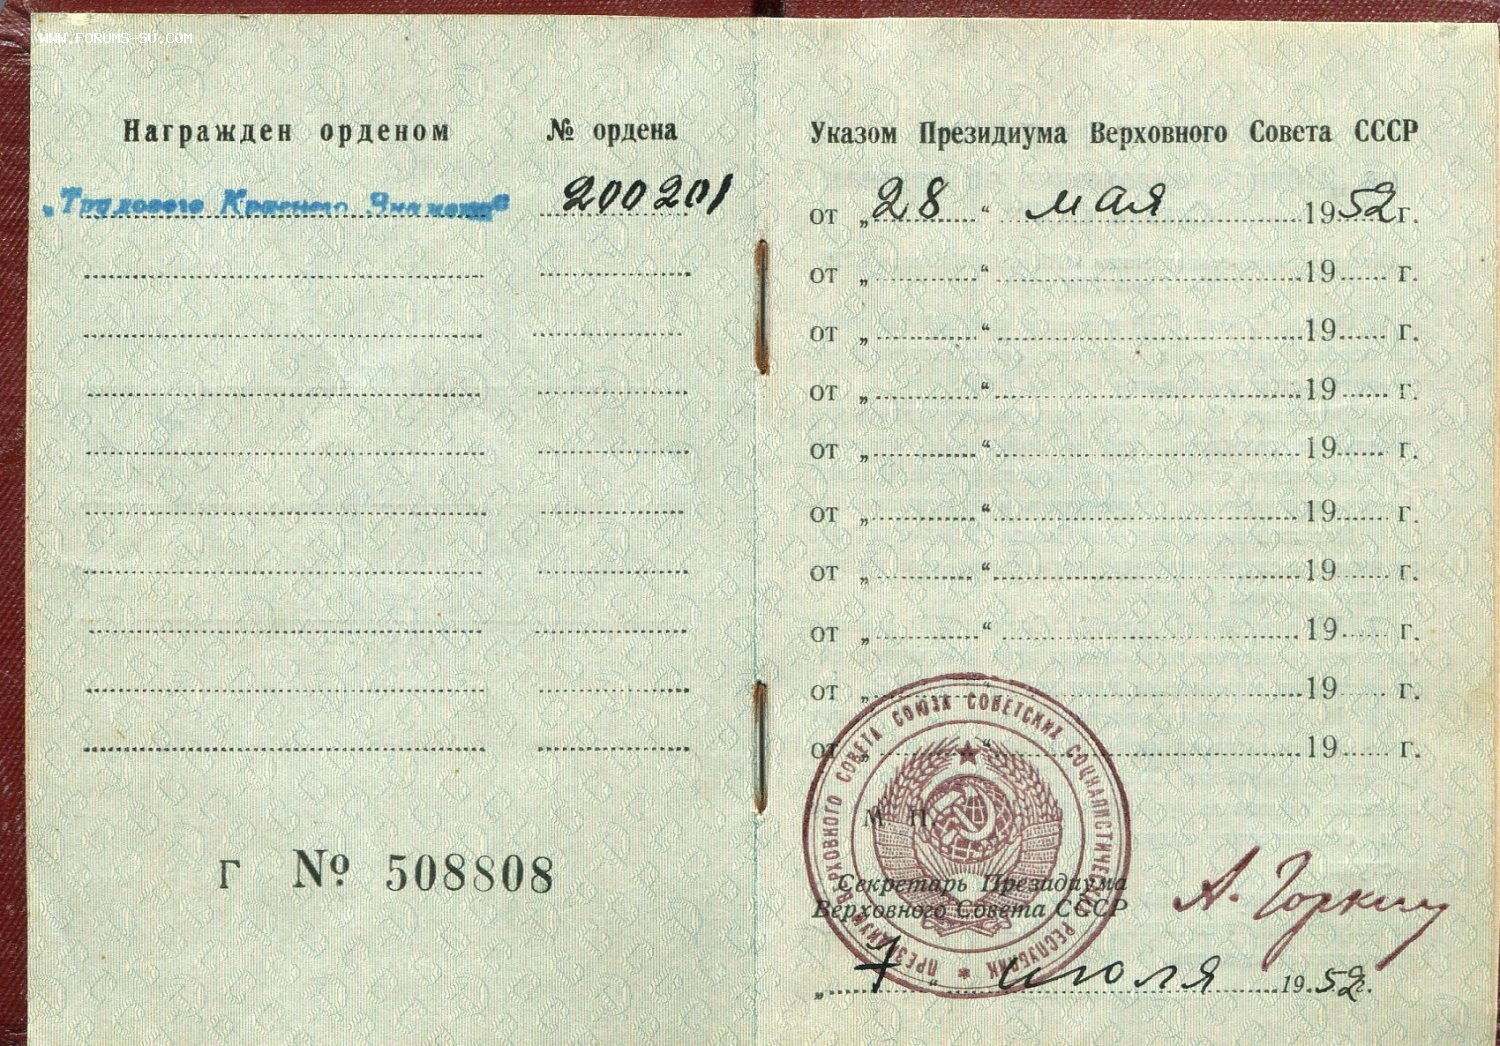 WWW.FORUMS-SU.COM
Награжден орденом № ордена
„Трудового Красного Знамени“ 200201
Указом Президиума Верховного Совета СССР
от „28“ мая 1952 г.
от „ “ 19 г.
от „ “ 19 г.
от „ “ 19 г.
от „ “ 19 г.
от „ “ 19 г.
от „ “ 19 г.
от „ “ 19 г.
от „ “ 19 г.
от „ “ 19 г.
М П.
Г № 508808
Секретарь Президиума
Верховного Совета СССР
А. Горкин
„7“ июля 1952 г.
ПРЕЗИДИУМ ВЕРХОВНОГО СОВЕТА СОЮЗА СОВЕТСКИХ СОЦИАЛИСТИЧЕСКИХ РЕСПУБЛИК